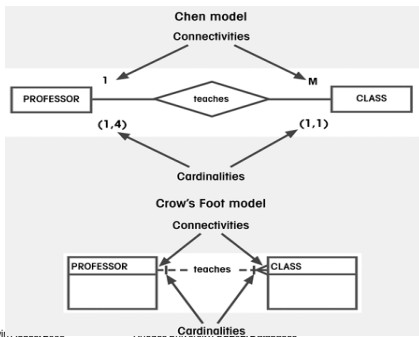 Chen model
Connectivities
1
M
PROFESSOR
teaches
CLASS
(1,4)
(1,1)
Cardinalities
Crow's Foot model
Connectivities
PROFESSOR
teaches
CLASS
Cardinalities